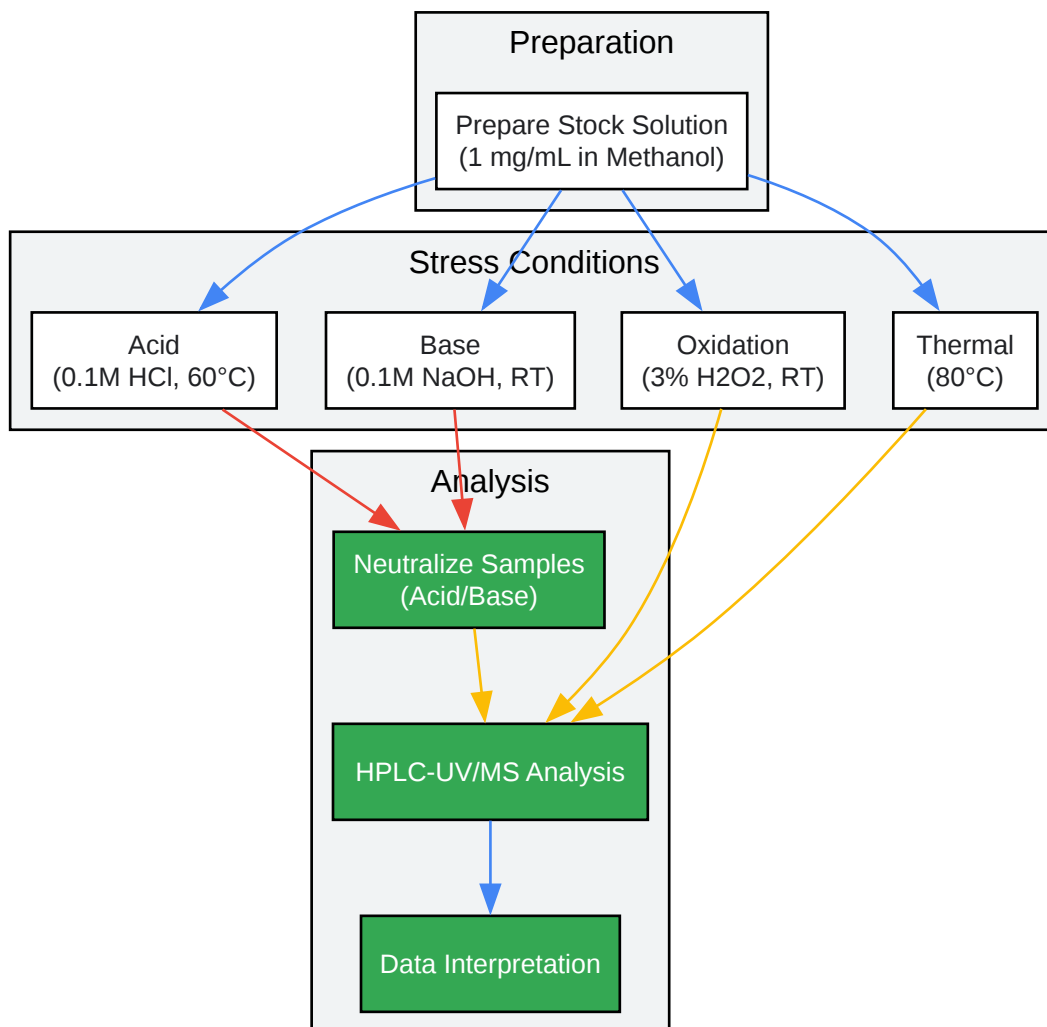 Preparation
Prepare Stock Solution
(1 mg/mL in Methanol)
Stress Conditions
Acid
(0.1M HCl, 60°C)
Base
(0.1M NaOH, RT)
Oxidation
(3% H2O2, RT)
Thermal
(80°C)
Analysis
Neutralize Samples
(Acid/Base)
HPLC-UV/MS Analysis
Data Interpretation